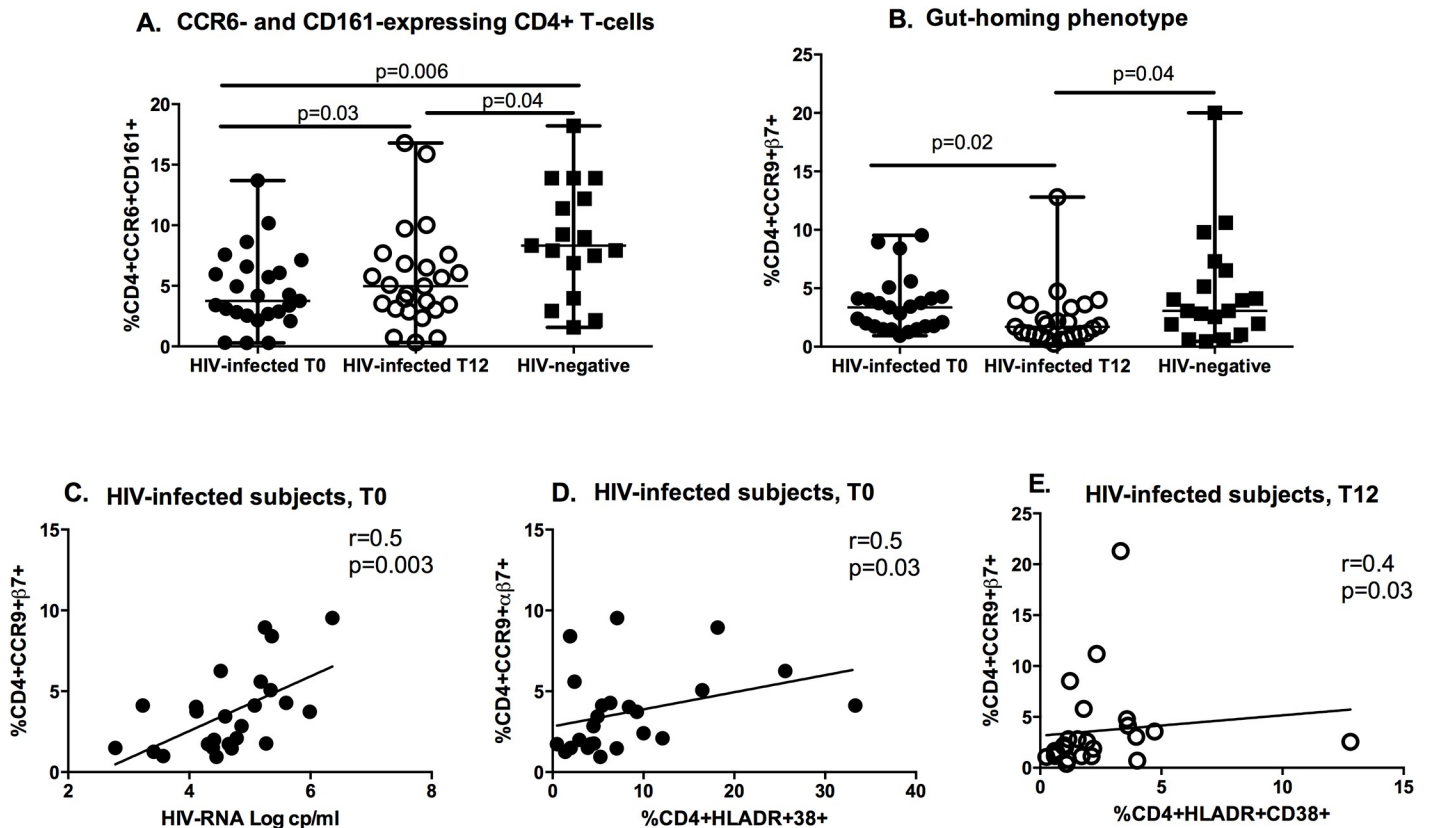 A. CCR6- and CD161-expressing CD4+ T-cells
p=0.006
p=0.03
p=0.04
%CD4+CCR6+CD161+
20
15
10
5
0
HIV-infected T0 HIV-infected T12 HIV-negative
B. Gut-homing phenotype
p=0.04
p=0.02
%CD4+CCR9+β7+
25
20
15
10
5
0
HIV-infected T0 HIV-infected T12 HIV-negative
C. HIV-infected subjects, T0
r=0.5
p=0.003
%CD4+CCR9+β7+
15
10
5
0
2 4 6 8
HIV-RNA Log cp/ml
D. HIV-infected subjects, T0
r=0.5
p=0.03
%CD4+CCR9+αβ7+
15
10
5
0
0 10 20 30 40
%CD4+HLADR+38+
E. HIV-infected subjects, T12
r=0.4
p=0.03
%CD4+CCR9+β7+
25
20
15
10
5
0
0 5 10 15
%CD4+HLADR+CD38+